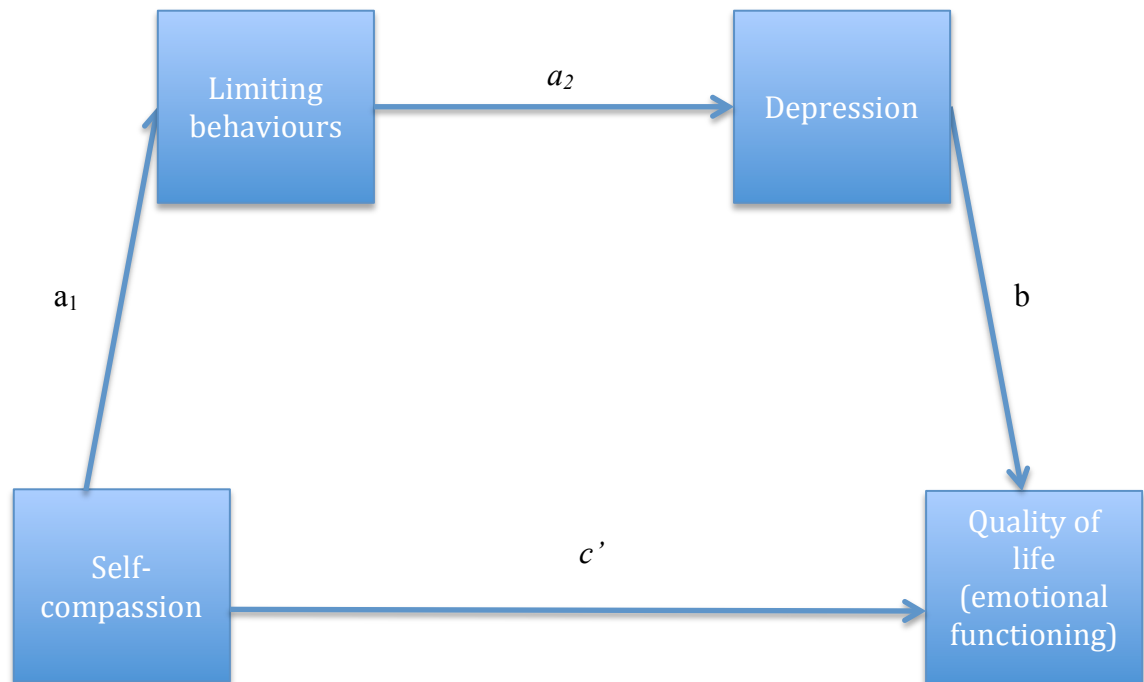 Limiting
behaviours
a₂
Depression
a₁
b
Self-
compassion
c’
Quality of
life
(emotional
functioning)